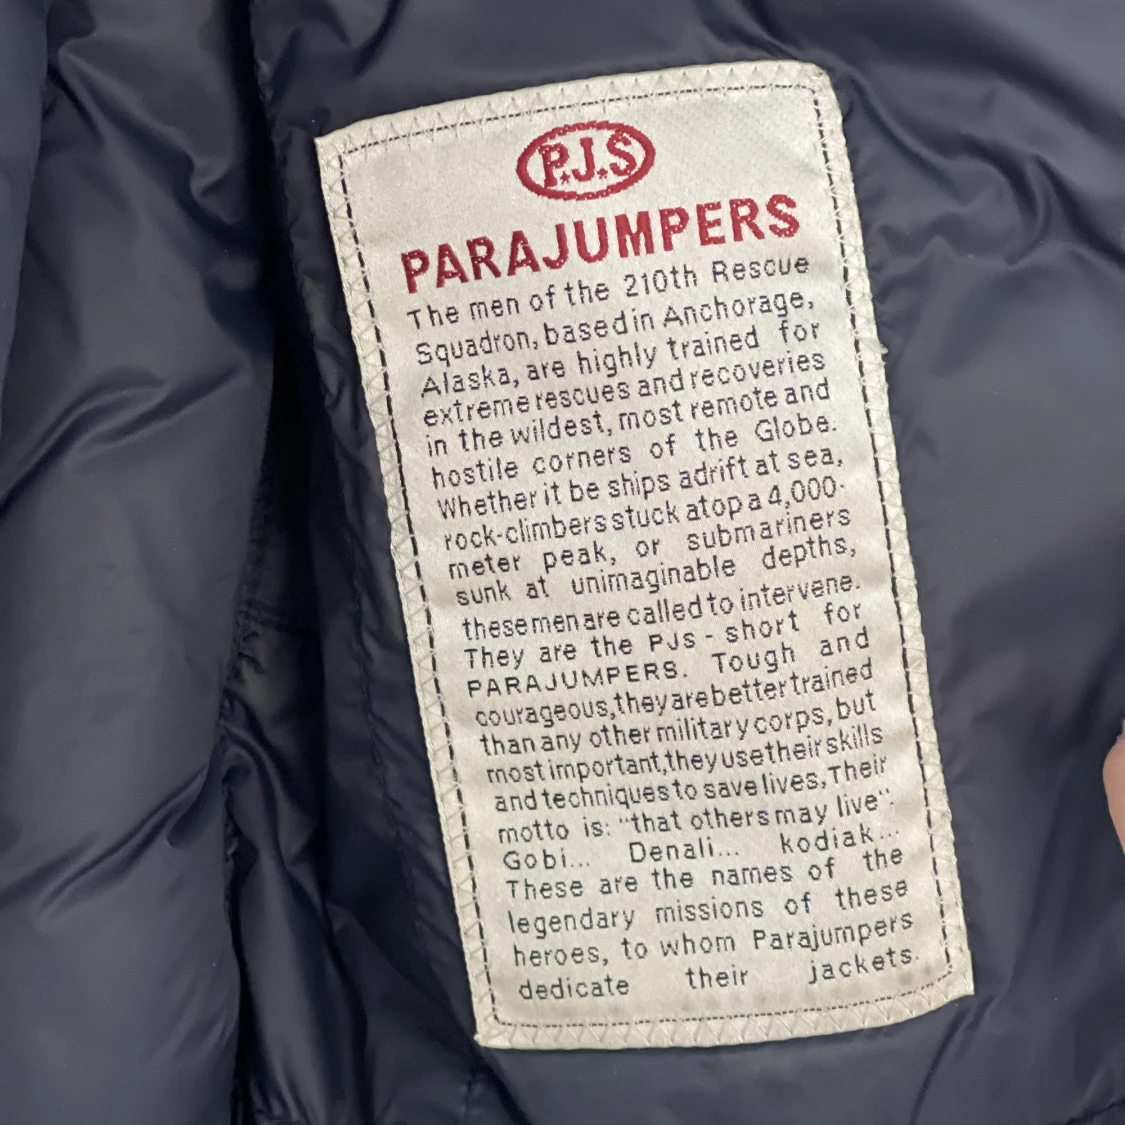 P.J.S
PARAJUMPERS
The men of the 210th Rescue
Squadron, based in Anchorage,
Alaska, are highly trained for
extreme rescues and recoveries
in the wildest, most remote and
hostile corners of the Globe.
Whether it be ships adrift at sea,
rock-climbers stuck atop a 4,000-
meter peak, or submariners
sunk at unimaginable depths,
these men are called to intervene.
They are the PJs - short for
PARAJUMPERS. Tough and
courageous, they are better trained
than any other military corps, but
most important, they use their skills
and techniques to save lives, Their
motto is: "that others may live".
Gobi... Denali... kodiak...
These are the names of the
legendary missions of these
heroes, to whom Parajumpers
dedicate their jackets.